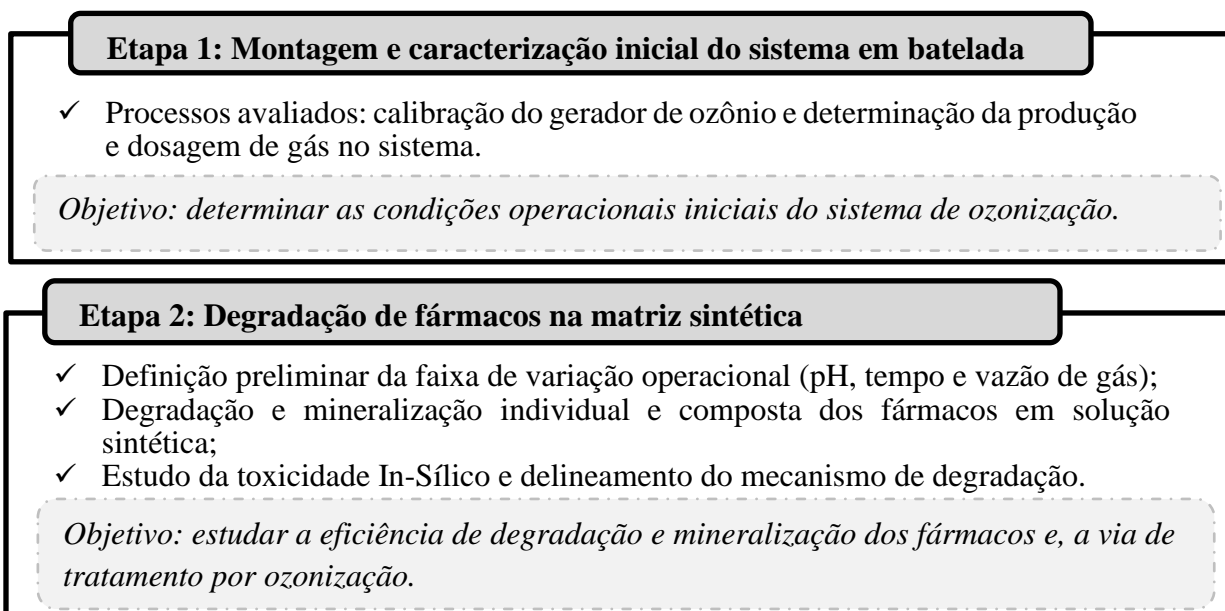 Etapa 1: Montagem e caracterização inicial do sistema em batelada
✓ Processos avaliados: calibração do gerador de ozônio e determinação da produção
e dosagem de gás no sistema.
Objetivo: determinar as condições operacionais iniciais do sistema de ozonização.
Etapa 2: Degradação de fármacos na matriz sintética
✓ Definição preliminar da faixa de variação operacional (pH, tempo e vazão de gás);
✓ Degradação e mineralização individual e composta dos fármacos em solução
sintética;
✓ Estudo da toxicidade In-Sílico e delineamento do mecanismo de degradação.
Objetivo: estudar a eficiência de degradação e mineralização dos fármacos e, a via de
tratamento por ozonização.